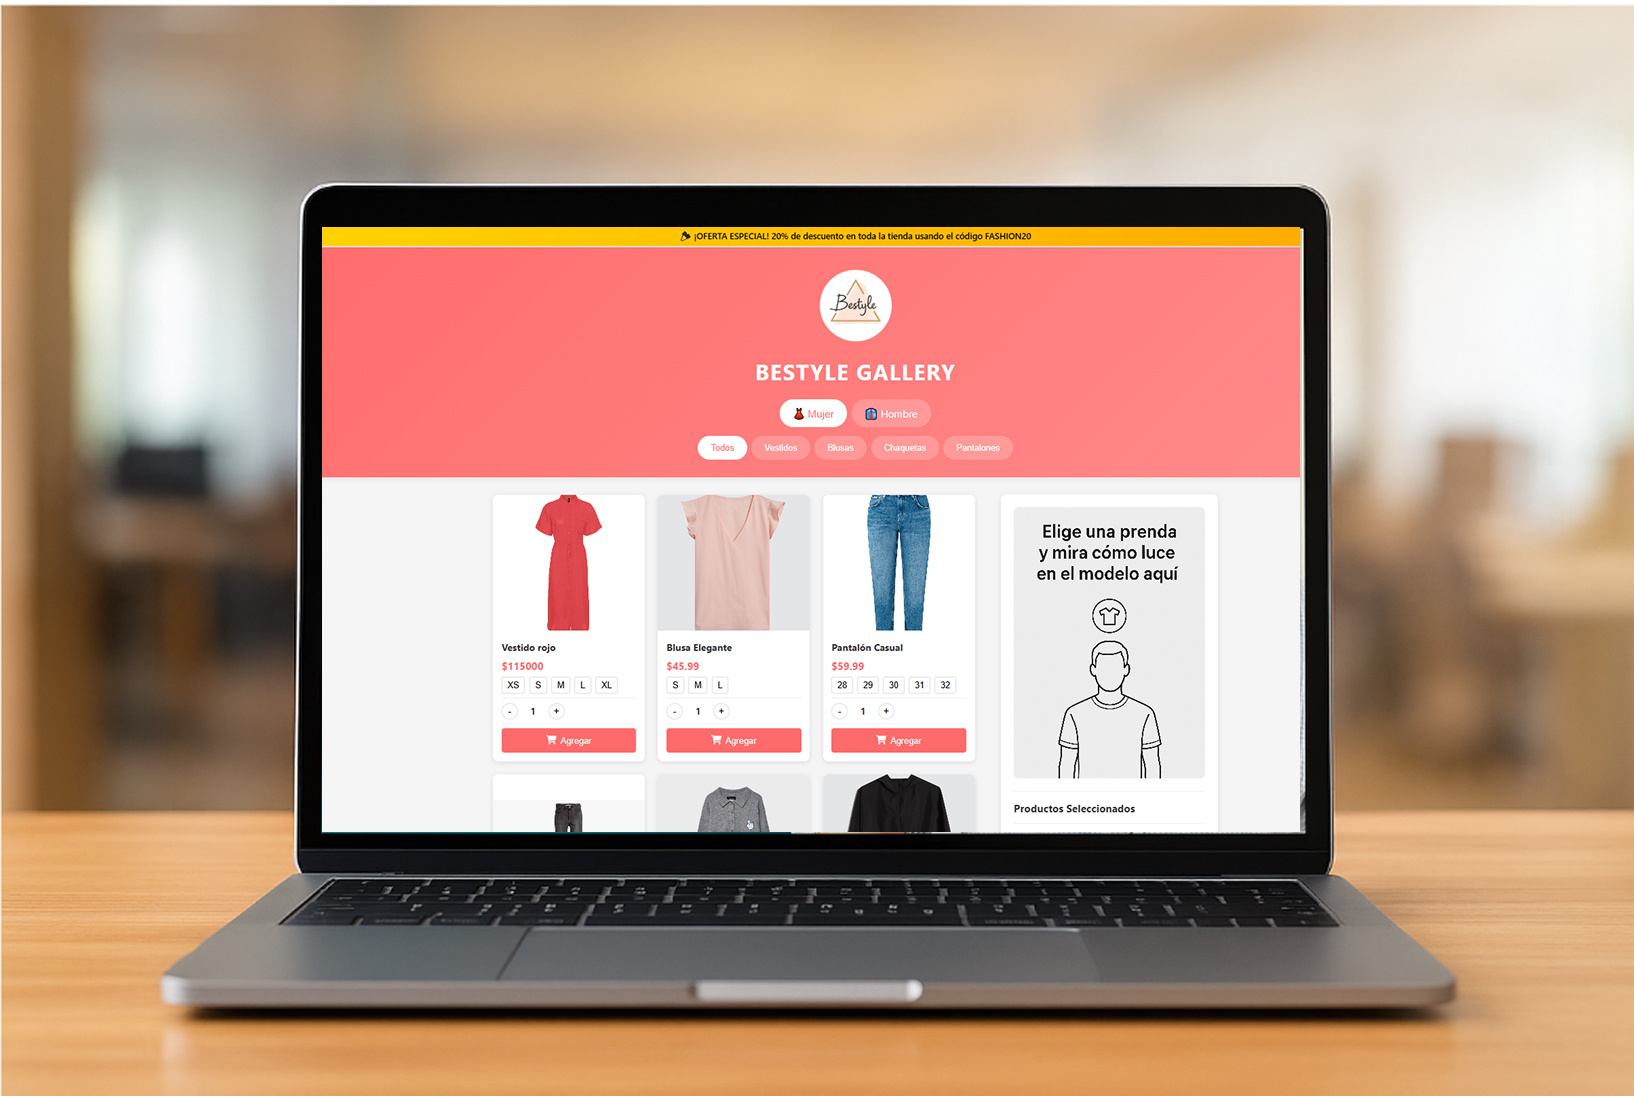 ¡OFERTA ESPECIAL! 20% de descuento en toda la tienda usando el código FASHION20
Bestyle
BESTYLE GALLERY
Mujer
Hombre
Todos
Vestidos
Blusas
Chaquetas
Pantalones
Vestido rojo
$115000
XS S M L XL
- 1 +
Agregar
Blusa Elegante
$45.99
S M L
- 1 +
Agregar
Pantalón Casual
$59.99
28 29 30 31 32
- 1 +
Agregar
Elige una prenda
y mira cómo luce
en el modelo aquí
Productos Seleccionados